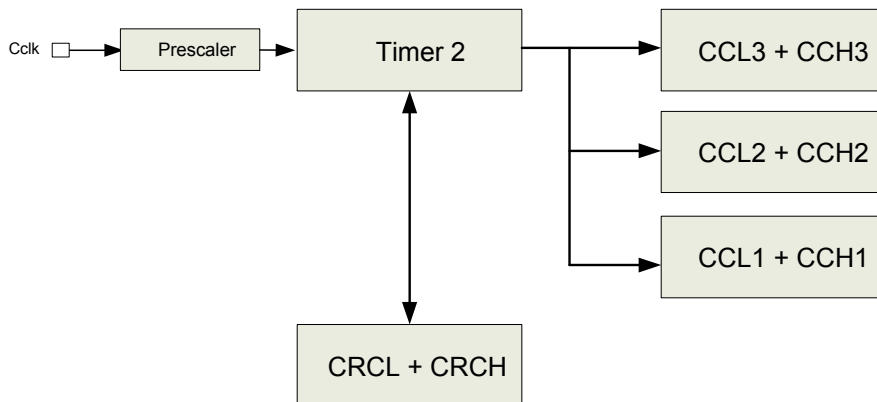 Cclk
Prescaler
Timer 2
CCL3 + CCH3
CCL2 + CCH2
CCL1 + CCH1
CRCL + CRCH